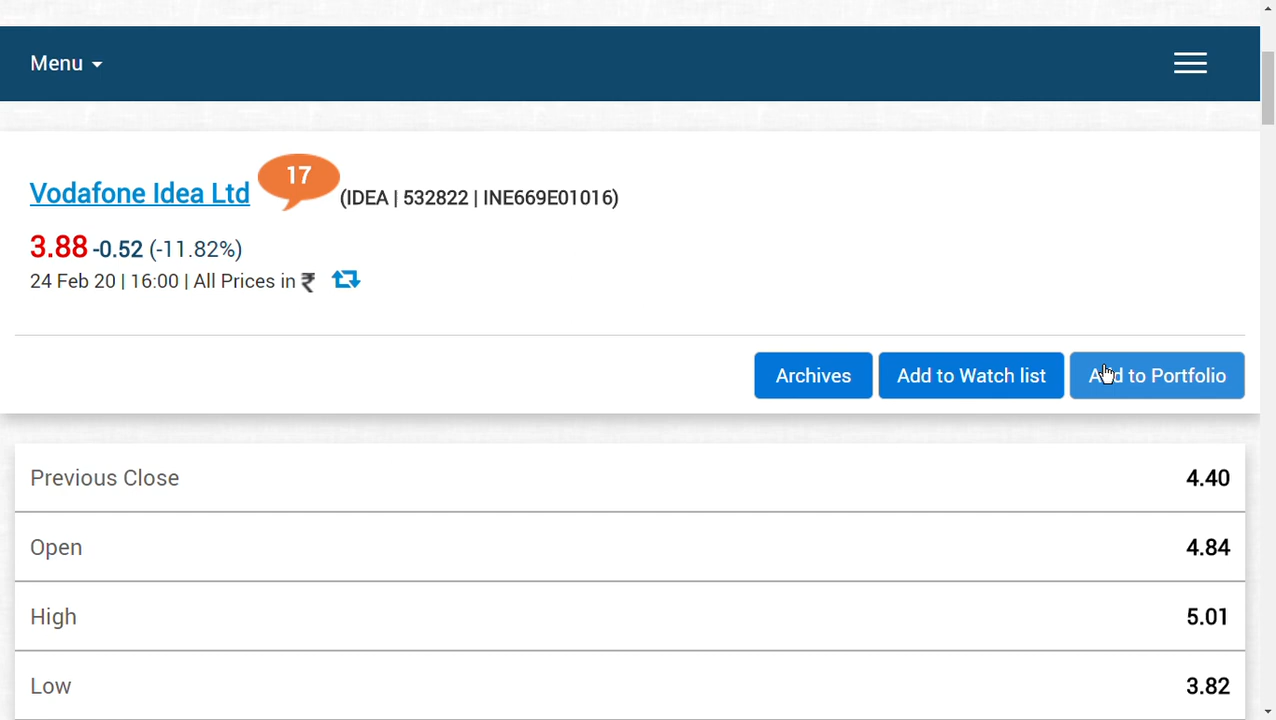 Menu
Vodafone Idea Ltd 17 (IDEA | 532822 | INE669E01016)
3.88 -0.52 (-11.82%)
24 Feb 20 | 16:00 | All Prices in ₹
Archives Add to Watch list Add to Portfolio
Previous Close 4.40
Open 4.84
High 5.01
Low 3.82